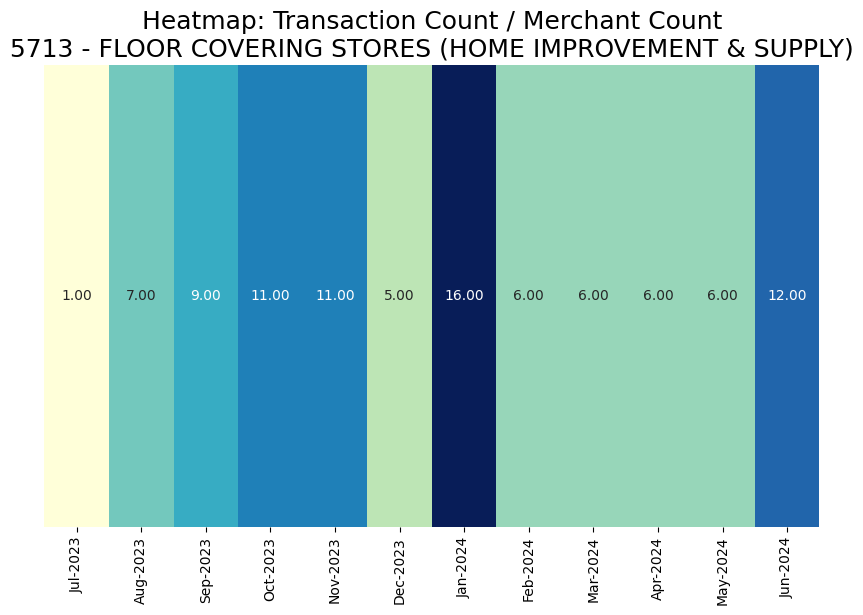 Heatmap: Transaction Count / Merchant Count
5713 - FLOOR COVERING STORES (HOME IMPROVEMENT & SUPPLY)
1.00 7.00 9.00 11.00 11.00 5.00 16.00 6.00 6.00 6.00 6.00 12.00
Jul-2023 Aug-2023 Sep-2023 Oct-2023 Nov-2023 Dec-2023 Jan-2024 Feb-2024 Mar-2024 Apr-2024 May-2024 Jun-2024